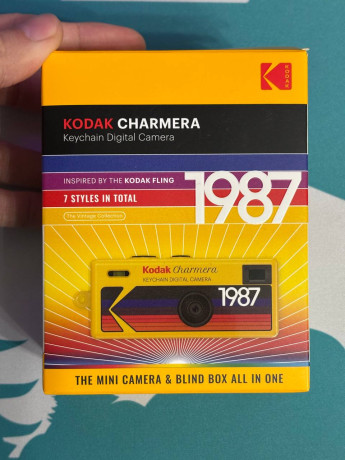 KODAK
KODAK CHARMERA
Keychain Digital Camera
INSPIRED BY THE KODAK FLING
7 STYLES IN TOTAL
1987
The Vintage Collection
Kodak Charmera
KEYCHAIN DIGITAL CAMERA
1987
THE MINI CAMERA & BLIND BOX ALL IN ONE